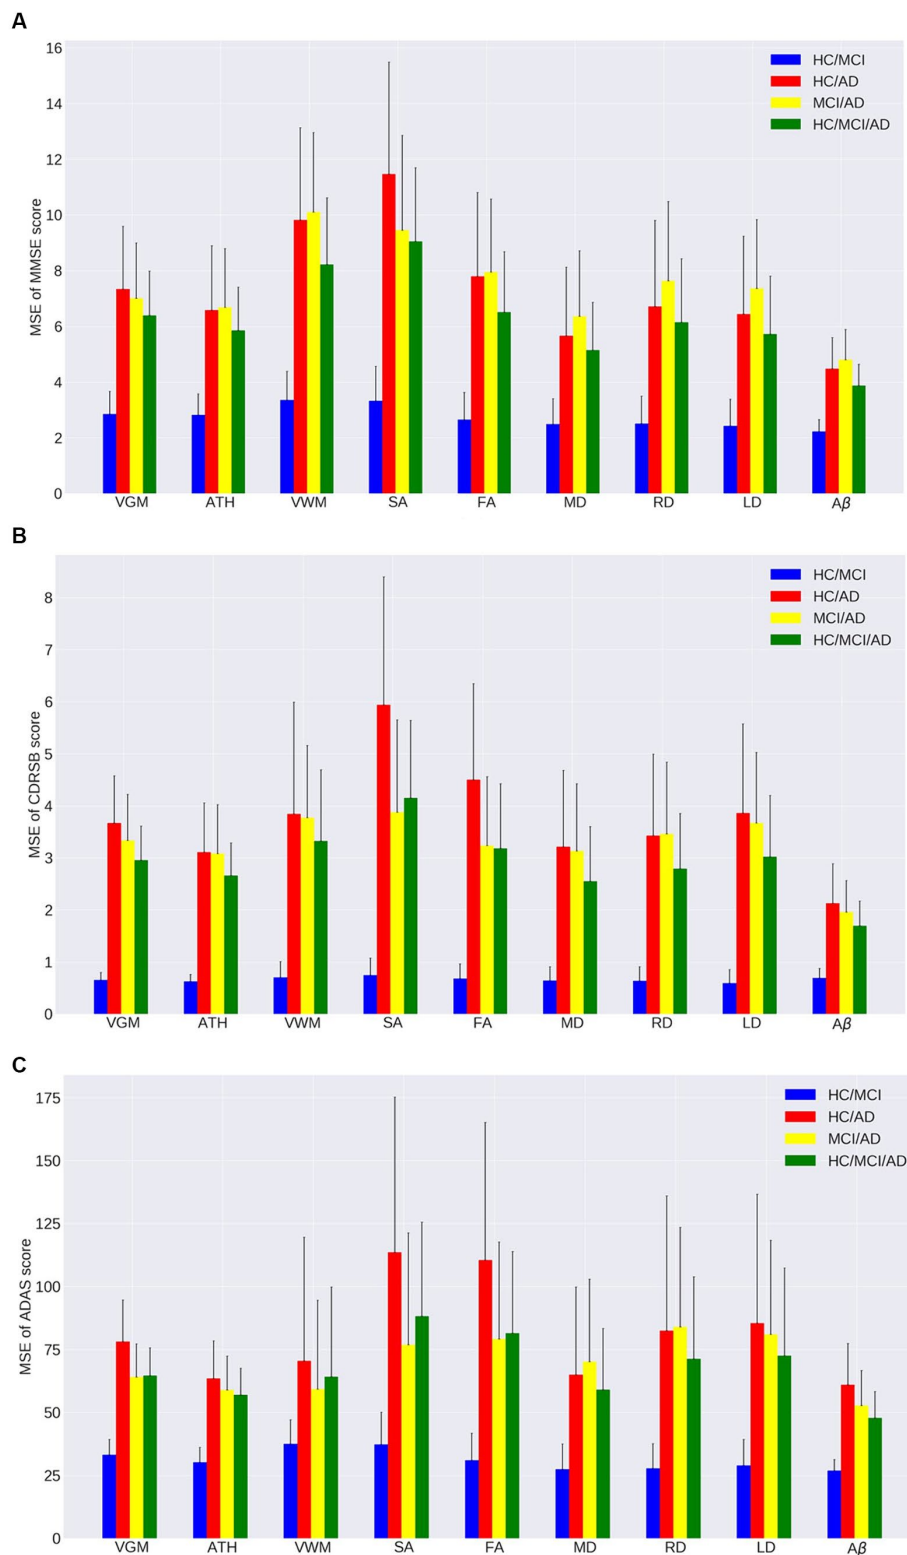 A
MSE of MMSE score
16
14
12
10
8
6
4
2
0
HC/MCI
HC/AD
MCI/AD
HC/MCI/AD
VGM ATH VWM SA FA MD RD LD Aβ
B
MSE of CDRSB score
8
7
6
5
4
3
2
1
0
HC/MCI
HC/AD
MCI/AD
HC/MCI/AD
VGM ATH VWM SA FA MD RD LD Aβ
C
MSE of ADAS score
175
150
125
100
75
50
25
0
HC/MCI
HC/AD
MCI/AD
HC/MCI/AD
VGM ATH VWM SA FA MD RD LD Aβ